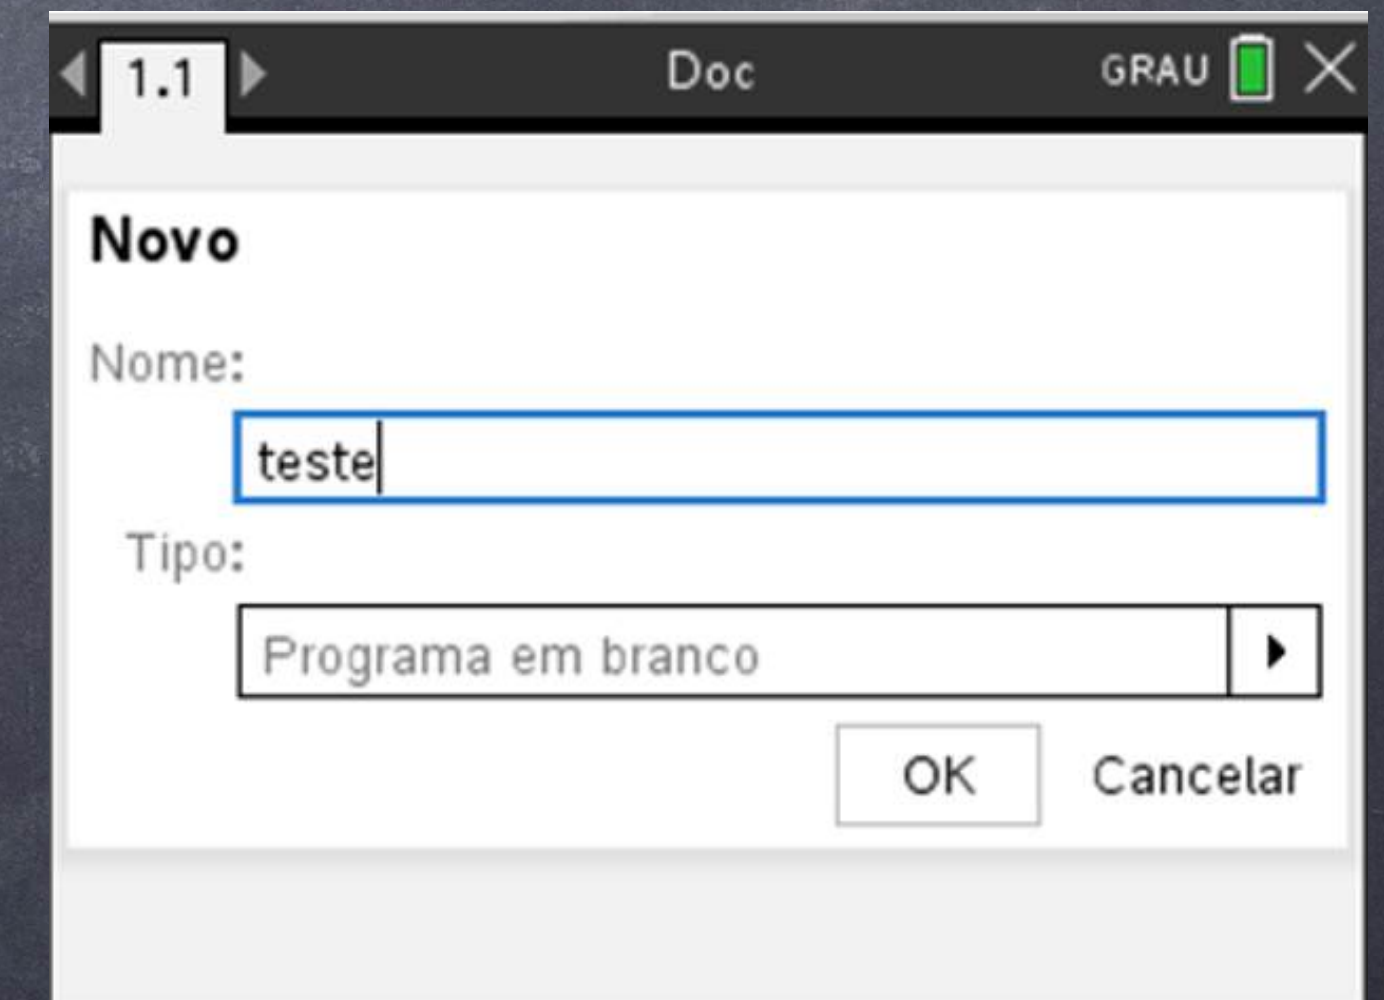 1.1 Doc GRAU
Novo
Nome:
teste
Tipo:
Programa em branco
OK Cancelar